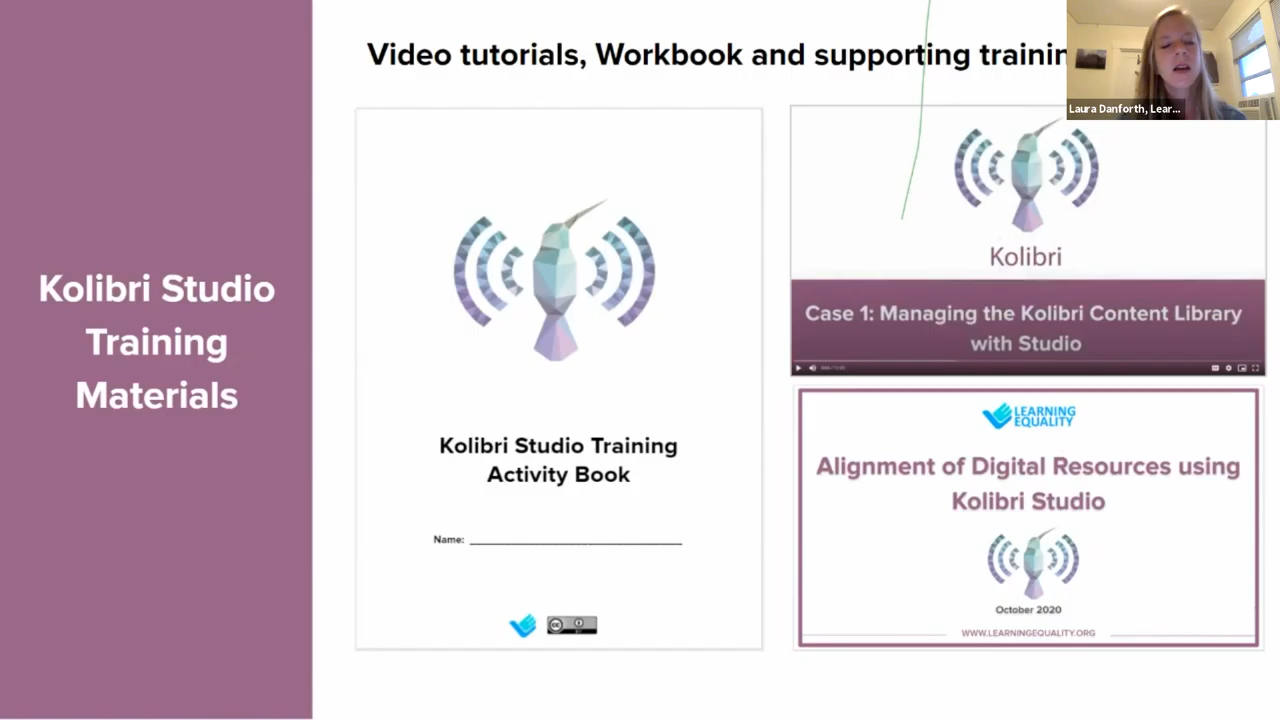 Kolibri Studio
Training
Materials
Video tutorials, Workbook and supporting trainin
Laura Danforth, Lear...
Kolibri Studio Training
Activity Book
Name:
Kolibri
Case 1: Managing the Kolibri Content Library
with Studio
LEARNING
EQUALITY
Alignment of Digital Resources using
Kolibri Studio
October 2020
WWW.LEARNINGEQUALITY.ORG